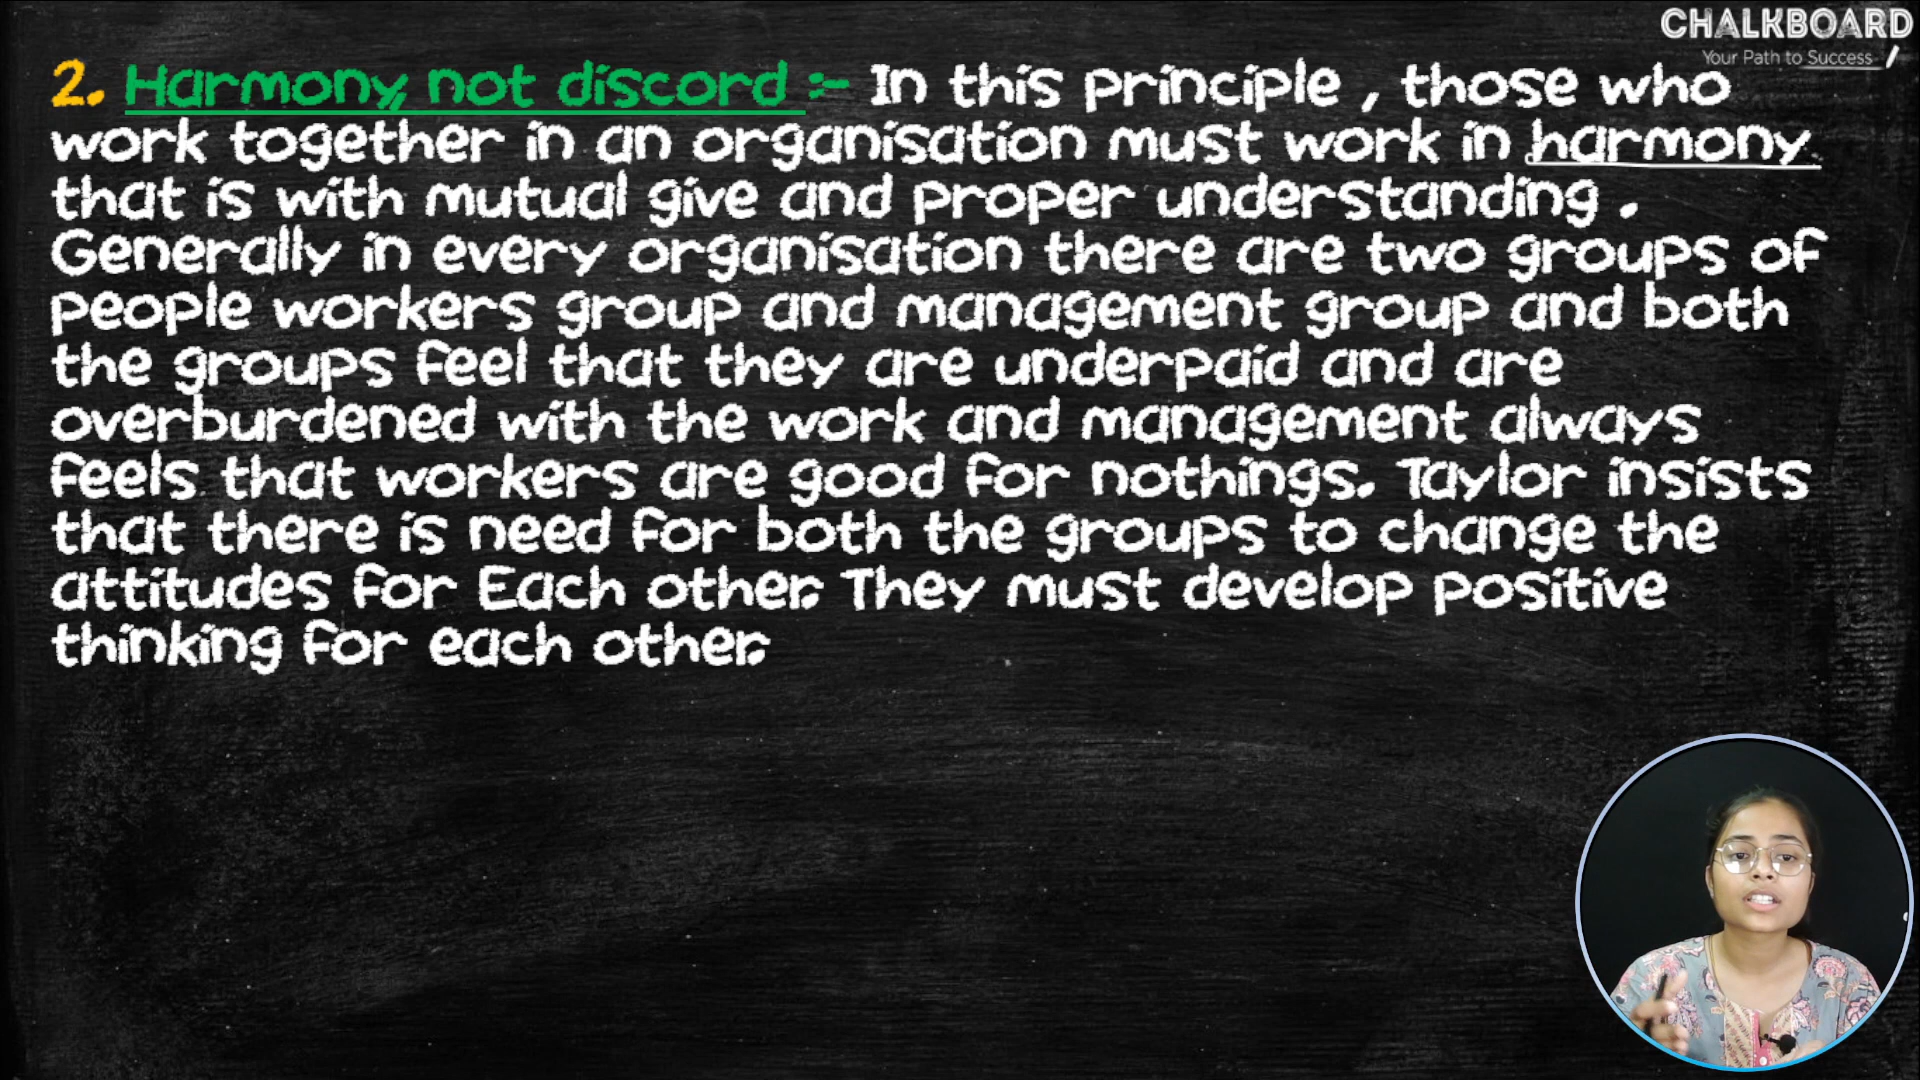 CHALKBOARD
Your Path to Success
2. Harmony, not discord :- In this principle , those who
work together in an organisation must work in harmony
that is with mutual give and proper understanding .
Generally in every organisation there are two groups of
people workers group and management group and both
the groups feel that they are underpaid and are
overburdened with the work and management always
feels that workers are good for nothings. Taylor insists
that there is need for both the groups to change the
attitudes for Each other. They must develop positive
thinking for each other.